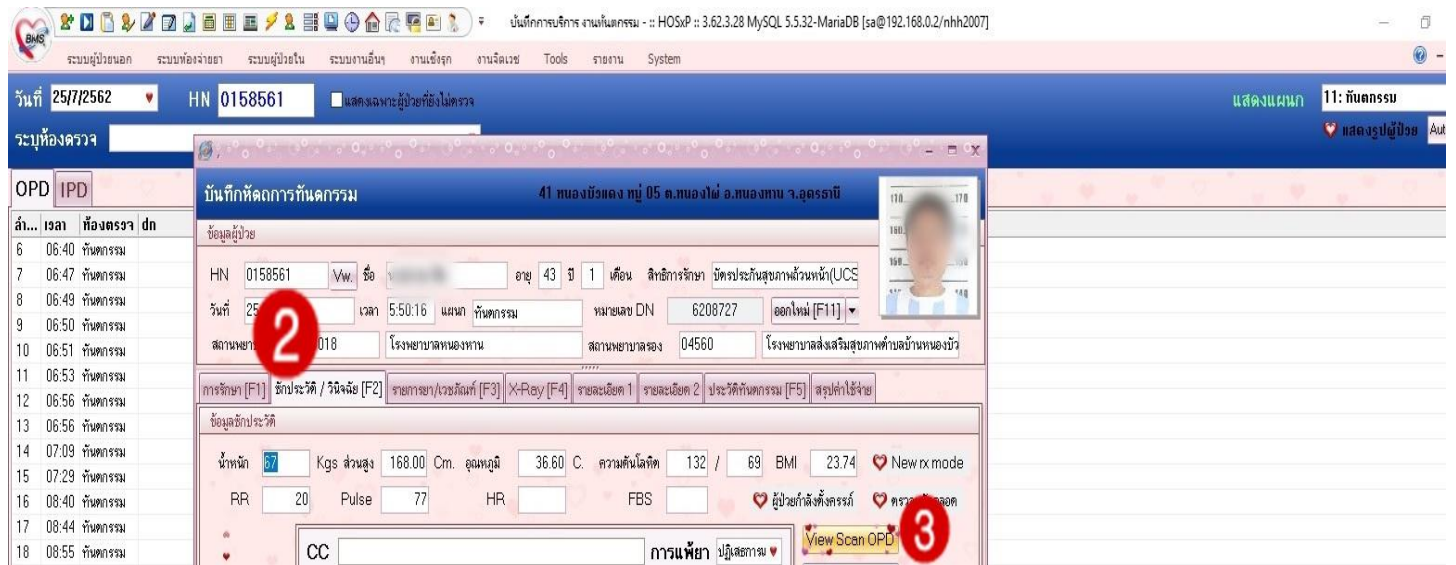 BMS
บันทึกการบริการ งานทันตกรรม - :: HOSxP :: 3.62.3.28 MySQL 5.5.32-MariaDB [sa@192.168.0.2/nhh2007]
ระบบผู้ป่วยนอก ระบบห้องจ่ายยา ระบบผู้ป่วยใน ระบบงานอื่นๆ งานเชิงรุก งานจิตเวช Tools รายงาน System
วันที่ 25/7/2562 HN 0158561 แสดงเฉพาะผู้ป่วยที่ยังไม่ตรวจ แสดงแผนก 11: ทันตกรรม
ระบุห้องตรวจ แสดงรูปผู้ป่วย Aut
OPD IPD
บันทึกหัตถการทันตกรรม 41 หนองบัวแดง หมู่ 05 ต.หนองไผ่ อ.หนองหาน จ.อุดรธานี
170 170
160
150 150
140
ลำ... เวลา ห้องตรวจ dn
ข้อมูลผู้ป่วย
6 06:40 ทันตกรรม
7 06:47 ทันตกรรม
8 06:49 ทันตกรรม
9 06:50 ทันตกรรม
10 06:51 ทันตกรรม
11 06:53 ทันตกรรม
12 06:56 ทันตกรรม
13 06:56 ทันตกรรม
14 07:09 ทันตกรรม
15 07:29 ทันตกรรม
16 08:40 ทันตกรรม
17 08:44 ทันตกรรม
18 08:55 ทันตกรรม
HN 0158561 Vw. ชื่อ อายุ 43 ปี 1 เดือน สิทธิการรักษา บัตรประกันสุขภาพถ้วนหน้า(UCS
วันที่ 25 เวลา 5:50:16 แผนก ทันตกรรม หมายเลข DN 6208727 ออกใหม่ [F11]
2
สถานพยา 018 โรงพยาบาลหนองหาน สถานพยาบาลรอง 04560 โรงพยาบาลส่งเสริมสุขภาพตำบลบ้านหนองบัว
การรักษา [F1] ซักประวัติ / วินิจฉัย [F2] รายการยา/เวชภัณฑ์ [F3] X-Ray [F4] รายละเอียด 1 รายละเอียด 2 ประวัติทันตกรรม [F5] สรุปค่าใช้จ่าย
ข้อมูลซักประวัติ
น้ำหนัก 67 Kgs ส่วนสูง 168.00 Cm. อุณหภูมิ 36.60 C. ความดันโลหิต 132 / 69 BMI 23.74 New rx mode
RR 20 Pulse 77 HR FBS ผู้ป่วยกำลังตั้งครรภ์
CC การแพ้ยา ปฏิเสธการแพ View Scan OPD 3